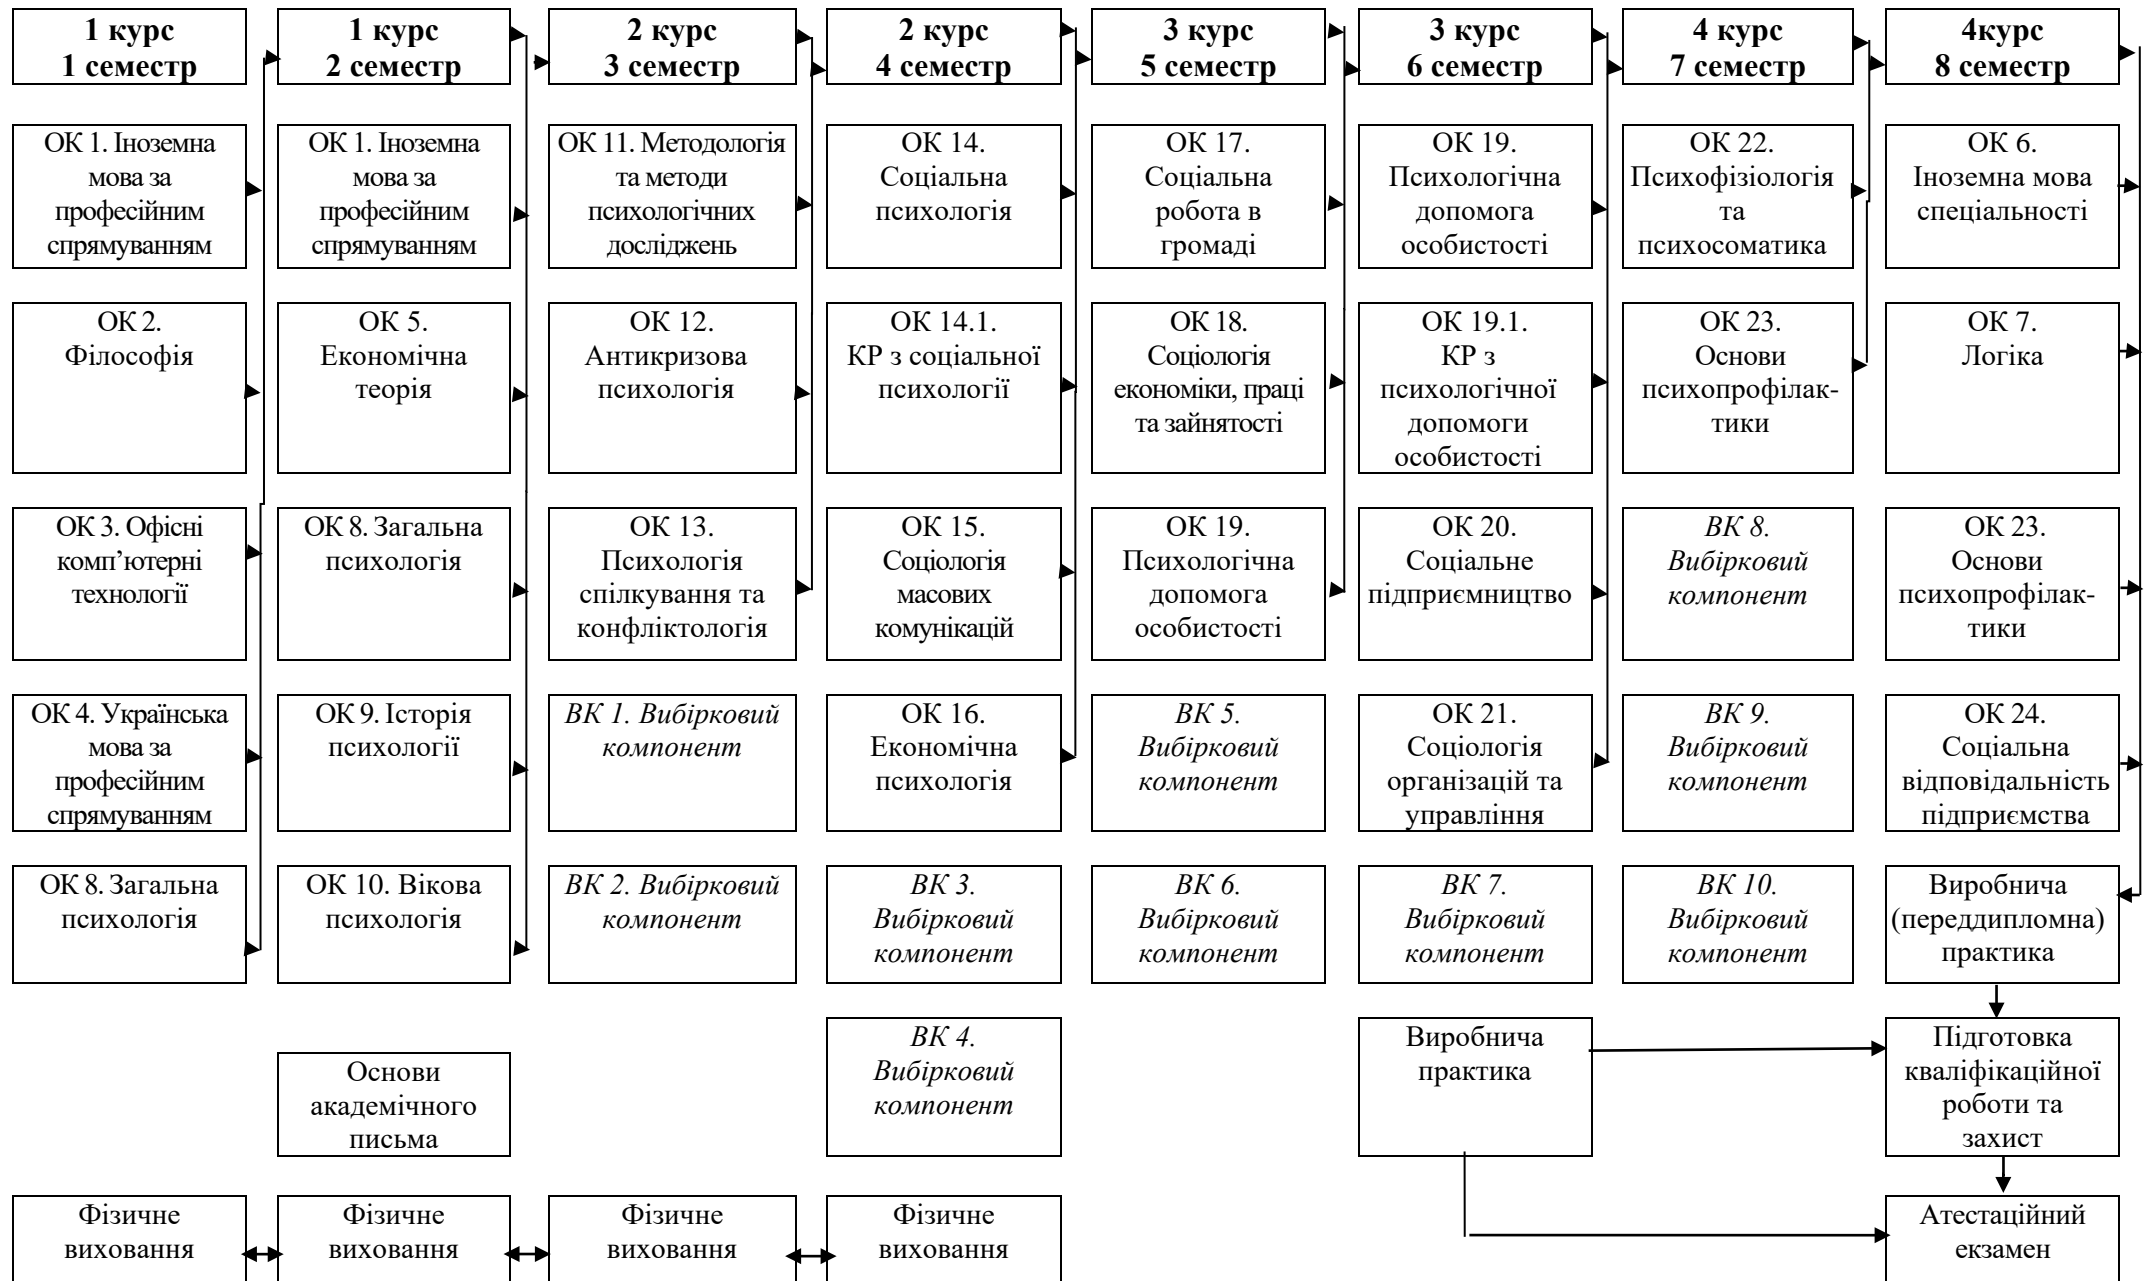 1 курс
1 семестр
1 курс
2 семестр
2 курс
3 семестр
2 курс
4 семестр
3 курс
5 семестр
3 курс
6 семестр
4 курс
7 семестр
4курс
8 семестр
ОК 1. Іноземна
мова за
професійним
спрямуванням
ОК 1. Іноземна
мова за
професійним
спрямуванням
ОК 11. Методологія
та методи
психологічних
досліджень
ОК 14.
Соціальна
психологія
ОК 17.
Соціальна
робота в
громаді
ОК 19.
Психологічна
допомога
особистості
ОК 22.
Психофізіологія
та
психосоматика
ОК 6.
Іноземна мова
спеціальності
ОК 2.
Філософія
ОК 5.
Економічна
теорія
ОК 12.
Антикризова
психологія
ОК 14.1.
КР з соціальної
психології
ОК 18.
Соціологія
економіки, праці
та зайнятості
ОК 19.1.
КР з
психологічної
допомоги
особистості
ОК 23.
Основи
психопрофілак-
тики
ОК 7.
Логіка
ОК 3. Офісні
комп’ютерні
технології
ОК 8. Загальна
психологія
ОК 13.
Психологія
спілкування та
конфліктологія
ОК 15.
Соціологія
масових
комунікацій
ОК 19.
Психологічна
допомога
особистості
ОК 20.
Соціальне
підприємництво
ВК 8.
Вибірковий
компонент
ОК 23.
Основи
психопрофілак-
тики
ОК 4. Українська
мова за
професійним
спрямуванням
ОК 9. Історія
психології
ВК 1. Вибірковий
компонент
ОК 16.
Економічна
психологія
ВК 5.
Вибірковий
компонент
ОК 21.
Соціологія
організацій та
управління
ВК 9.
Вибірковий
компонент
ОК 24.
Соціальна
відповідальність
підприємства
ОК 8. Загальна
психологія
ОК 10. Вікова
психологія
ВК 2. Вибірковий
компонент
ВК 3.
Вибірковий
компонент
ВК 6.
Вибірковий
компонент
ВК 7.
Вибірковий
компонент
ВК 10.
Вибірковий
компонент
Виробнича
(переддипломна)
практика
Основи
академічного
письма
ВК 4.
Вибірковий
компонент
Виробнича
практика
Підготовка
кваліфікаційної
роботи та
захист
Фізичне
виховання
Фізичне
виховання
Фізичне
виховання
Фізичне
виховання
Атестаційний
екзамен